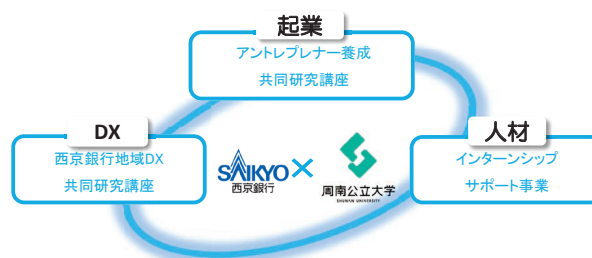 起業
アントレプレナー養成
共同研究講座
DX
西京銀行地域DX
共同研究講座
人材
インターンシップ
サポート事業
SAIKYO
西京銀行
×
周南公立大学
SHUNAN UNIVERSITY